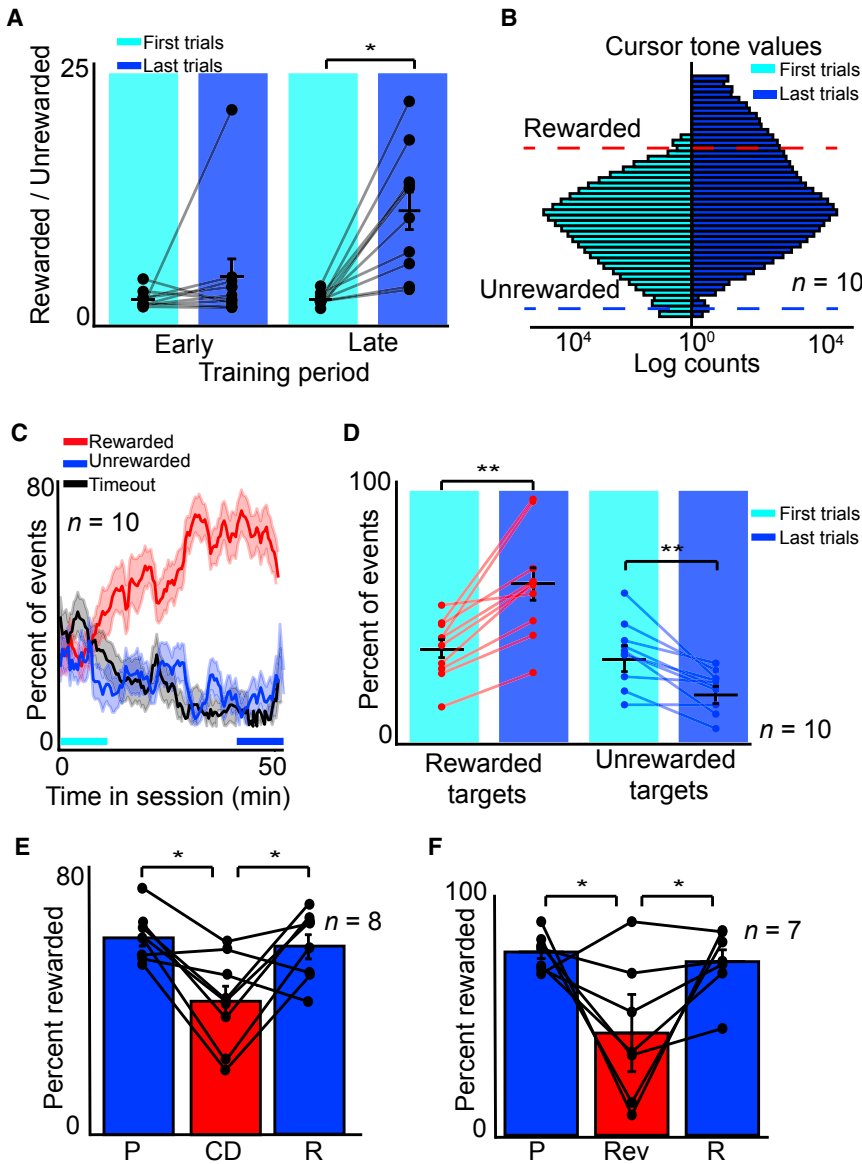 A
First trials
Last trials
*
25
0
Rewarded / Unrewarded
Early
Late
Training period
B
Cursor tone values
First trials
Last trials
Rewarded
Unrewarded
n = 10
10⁴
10⁰
10⁴
Log counts
C
Rewarded
Unrewarded
Timeout
80
n = 10
Percent of events
0
0
50
Time in session (min)
D
100
**
**
First trials
Last trials
Percent of events
0
n = 10
Rewarded targets
Unrewarded targets
E
80
*
*
n = 8
Percent rewarded
0
P
CD
R
F
100
*
*
n = 7
Percent rewarded
0
P
Rev
R